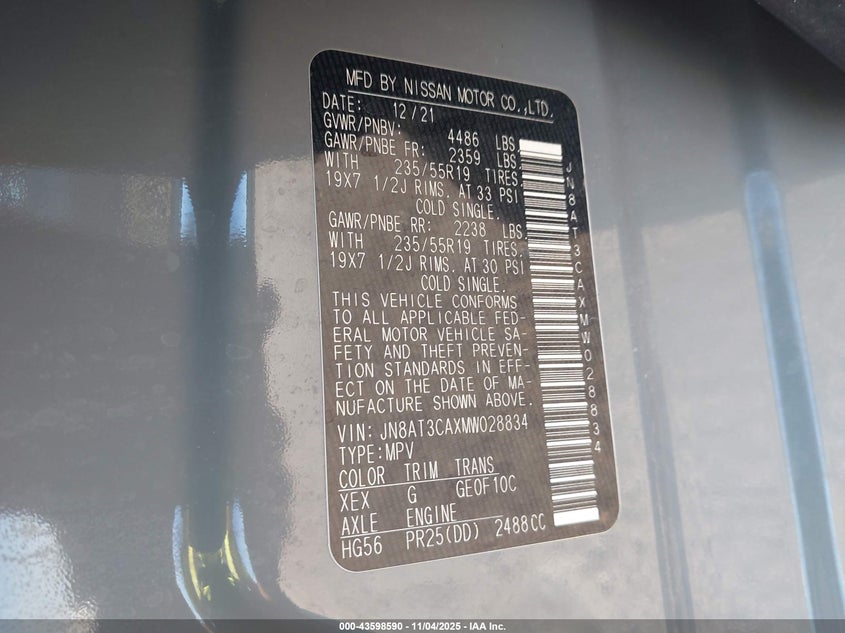 MFD BY NISSAN MOTOR CO.,LTD.
DATE: 12/21
GVWR/PNBV: 4486 LBS
GAWR/PNBE FR: 2359 LBS
WITH 235/55R19 TIRES.
19X7 1/2J RIMS. AT 33 PSI
COLD SINGLE.
GAWR/PNBE RR: 2238 LBS
WITH 235/55R19 TIRES.
19X7 1/2J RIMS. AT 30 PSI
COLD SINGLE.
THIS VEHICLE CONFORMS
TO ALL APPLICABLE FED-
ERAL MOTOR VEHICLE SA-
FETY AND THEFT PREVEN-
TION STANDARDS IN EFF-
ECT ON THE DATE OF MA-
NUFACTURE SHOWN ABOVE.
VIN: JN8AT3CAXMW028834
TYPE:MPV
COLOR TRIM TRANS
XEX G GE0F10C
AXLE ENGINE
HG56 PR25(DD) 2488CC
JN8AT3CAXMW028834
000-43598590 - 11/04/2025 - IAA Inc.